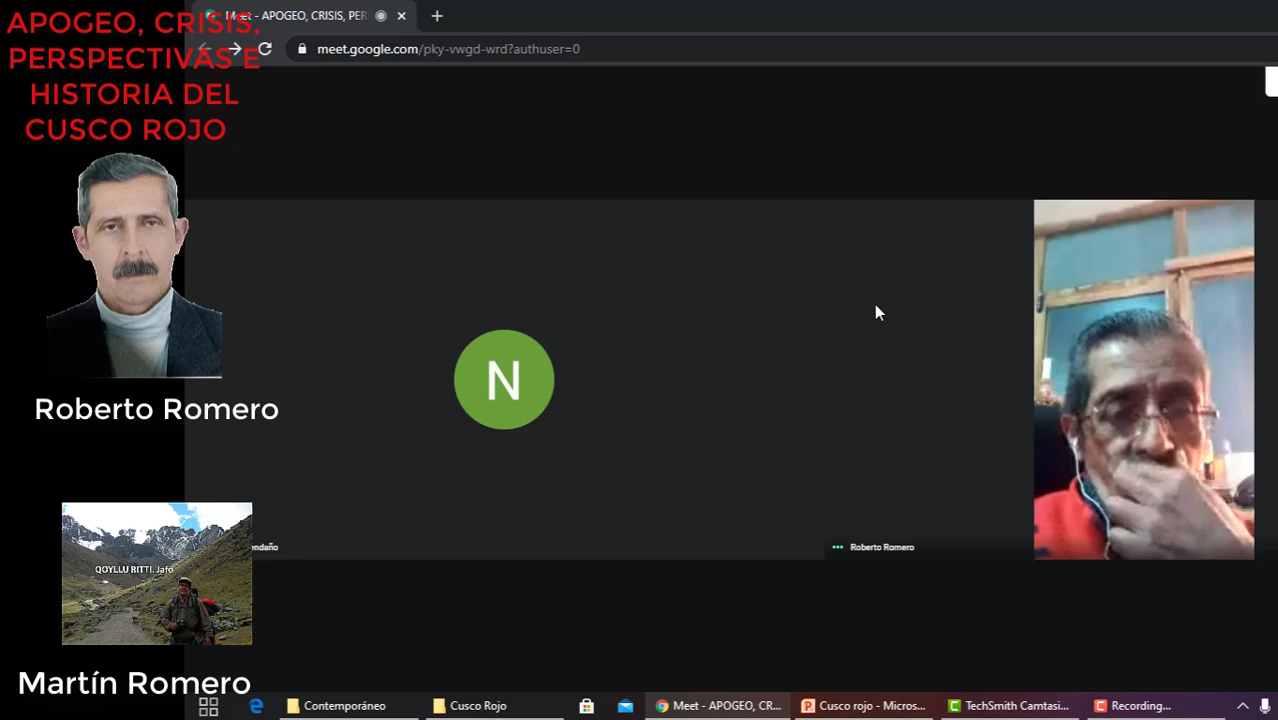 APOGEO, CRISIS,
PERSPECTIVAS E
HISTORIA DEL
CUSCO ROJO
Meet - APOGEO, CRISIS, PER
meet.google.com/pky-vwgd-wrd?authuser=0
N
Roberto Romero
endaño
Roberto Romero
QOYLLU RITTI. Jafo
Martín Romero
Contemporáneo
Cusco Rojo
Meet - APOGEO, CR...
Cusco rojo - Micros...
TechSmith Camtasi...
Recording...